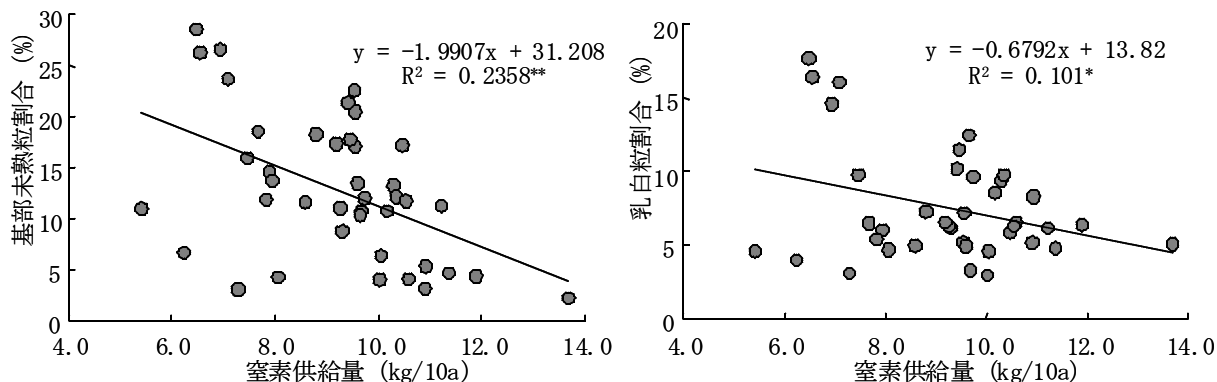 30
25
20
15
10
5
0
基部未熟粒割合 (%)
y = -1.9907x + 31.208
R² = 0.2358**
4.0 6.0 8.0 10.0 12.0 14.0
窒素供給量 (kg/10a)
20
15
10
5
0
乳白粒割合 (%)
y = -0.6792x + 13.82
R² = 0.101*
4.0 6.0 8.0 10.0 12.0 14.0
窒素供給量 (kg/10a)